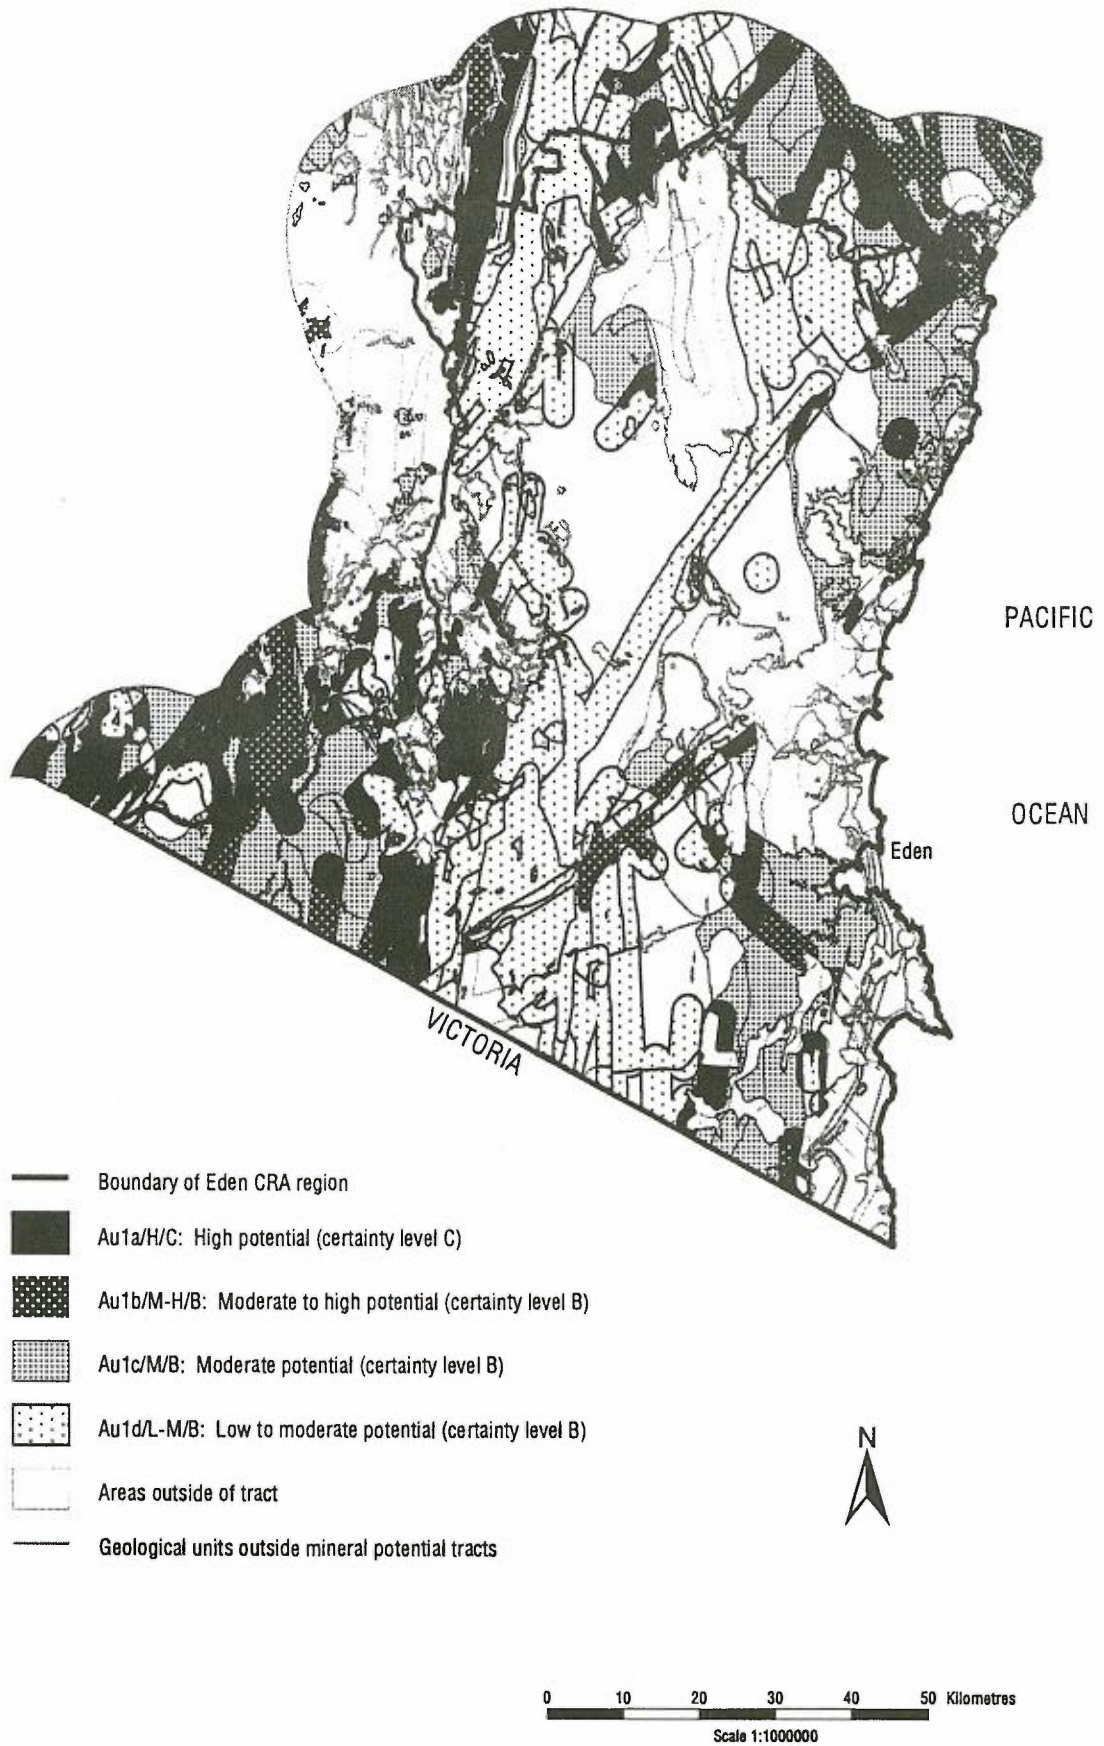 PACIFIC
OCEAN
Eden
VICTORIA
Boundary of Eden CRA region
Au1a/H/C: High potential (certainty level C)
Au1b/M-H/B: Moderate to high potential (certainty level B)
Au1c/M/B: Moderate potential (certainty level B)
Au1d/L-M/B: Low to moderate potential (certainty level B)
N
Areas outside of tract
Geological units outside mineral potential tracts
0 10 20 30 40 50 Kilometres
Scale 1:1000000